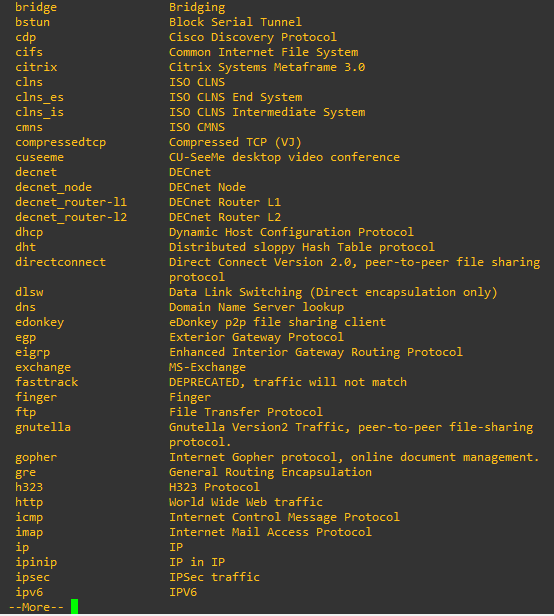 bridge Bridging
bstun Block Serial Tunnel
cdp Cisco Discovery Protocol
cifs Common Internet File System
citrix Citrix Systems Metaframe 3.0
clns ISO CLNS
clns_es ISO CLNS End System
clns_is ISO CLNS Intermediate System
cmns ISO CMNS
compressedtcp Compressed TCP (VJ)
cuseeme CU-SeeMe desktop video conference
decnet DECnet
decnet_node DECnet Node
decnet_router-l1 DECnet Router L1
decnet_router-l2 DECnet Router L2
dhcp Dynamic Host Configuration Protocol
dht Distributed sloppy Hash Table protocol
directconnect Direct Connect Version 2.0, peer-to-peer file sharing
protocol
dlsw Data Link Switching (Direct encapsulation only)
dns Domain Name Server lookup
edonkey eDonkey p2p file sharing client
egp Exterior Gateway Protocol
eigrp Enhanced Interior Gateway Routing Protocol
exchange MS-Exchange
fasttrack DEPRECATED, traffic will not match
finger Finger
ftp File Transfer Protocol
gnutella Gnutella Version2 Traffic, peer-to-peer file-sharing
protocol.
gopher Internet Gopher protocol, online document management.
gre General Routing Encapsulation
h323 H323 Protocol
http World Wide Web traffic
icmp Internet Control Message Protocol
imap Internet Mail Access Protocol
ip IP
ipinip IP in IP
ipsec IPSec traffic
ipv6 IPV6
--More--